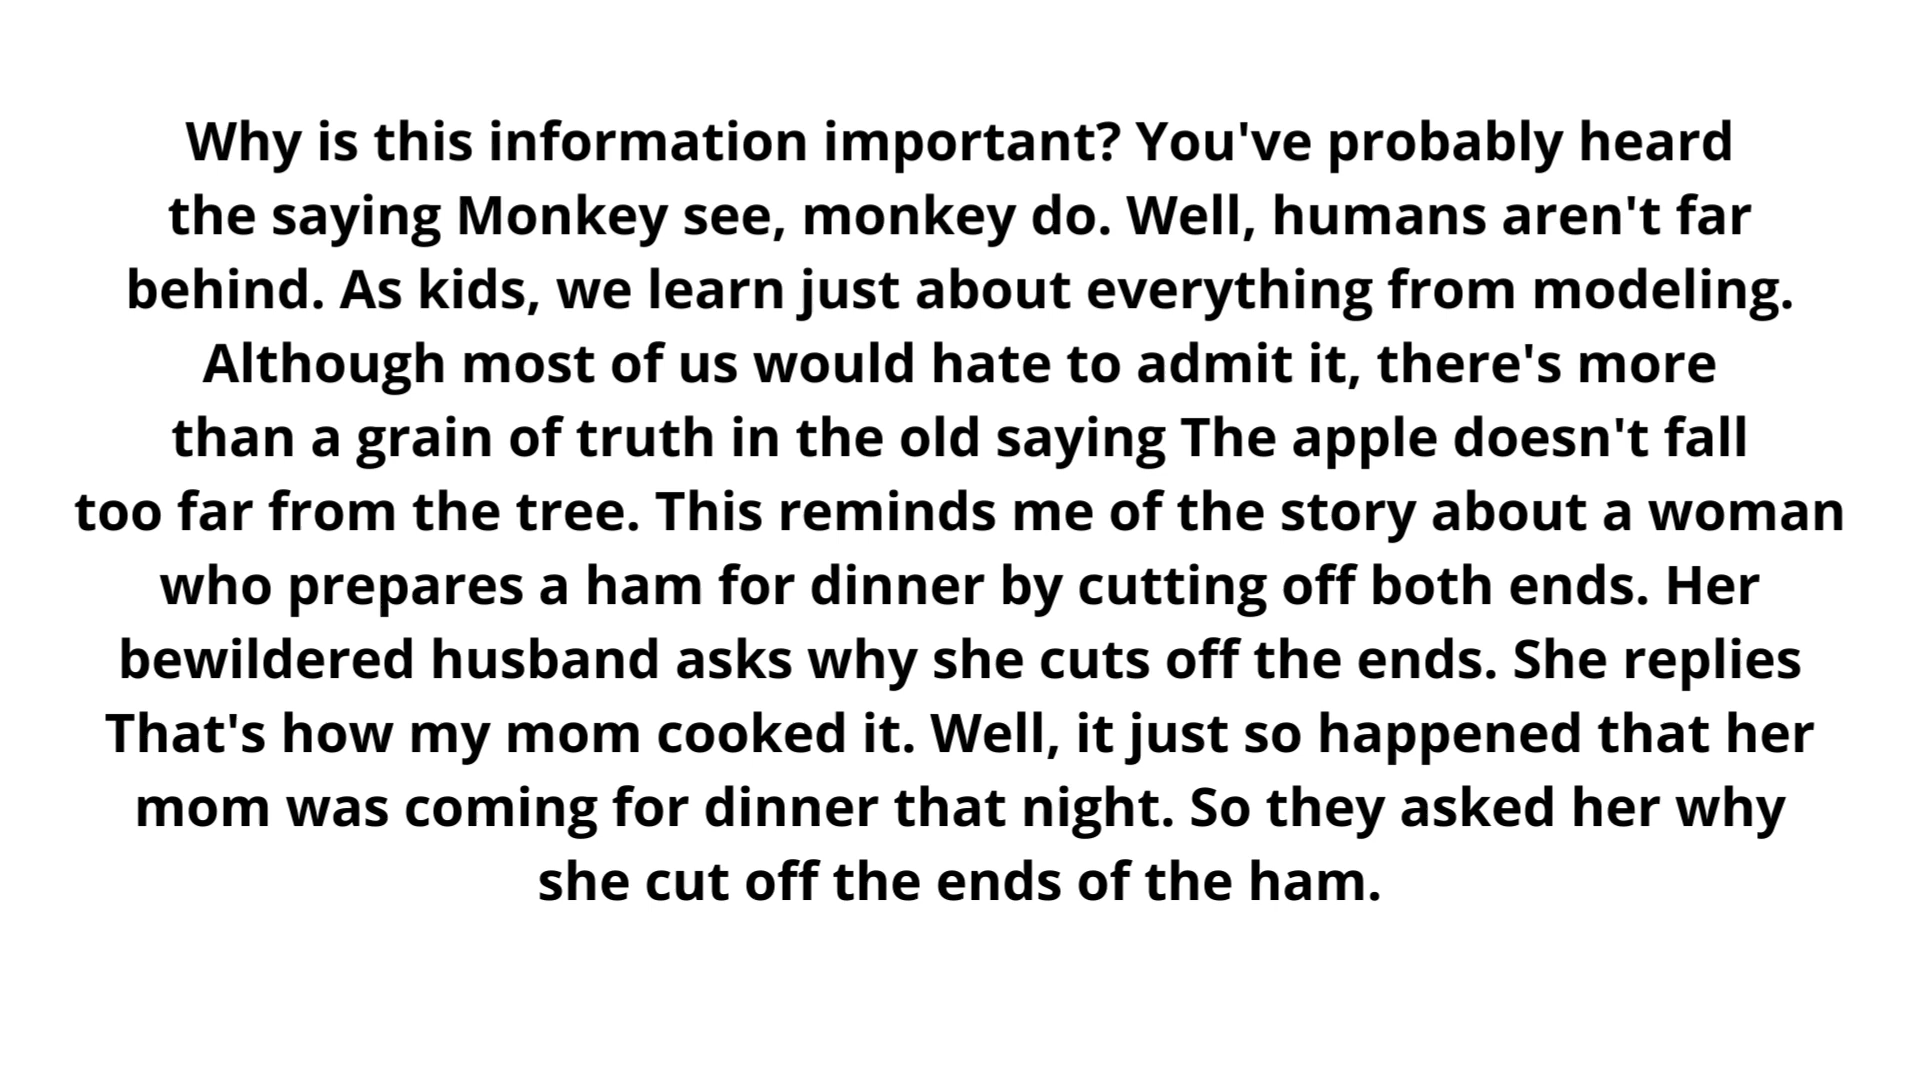 Why is this information important? You've probably heard
the saying Monkey see, monkey do. Well, humans aren't far
behind. As kids, we learn just about everything from modeling.
Although most of us would hate to admit it, there's more
than a grain of truth in the old saying The apple doesn't fall
too far from the tree. This reminds me of the story about a woman
who prepares a ham for dinner by cutting off both ends. Her
bewildered husband asks why she cuts off the ends. She replies
That's how my mom cooked it. Well, it just so happened that her
mom was coming for dinner that night. So they asked her why
she cut off the ends of the ham.